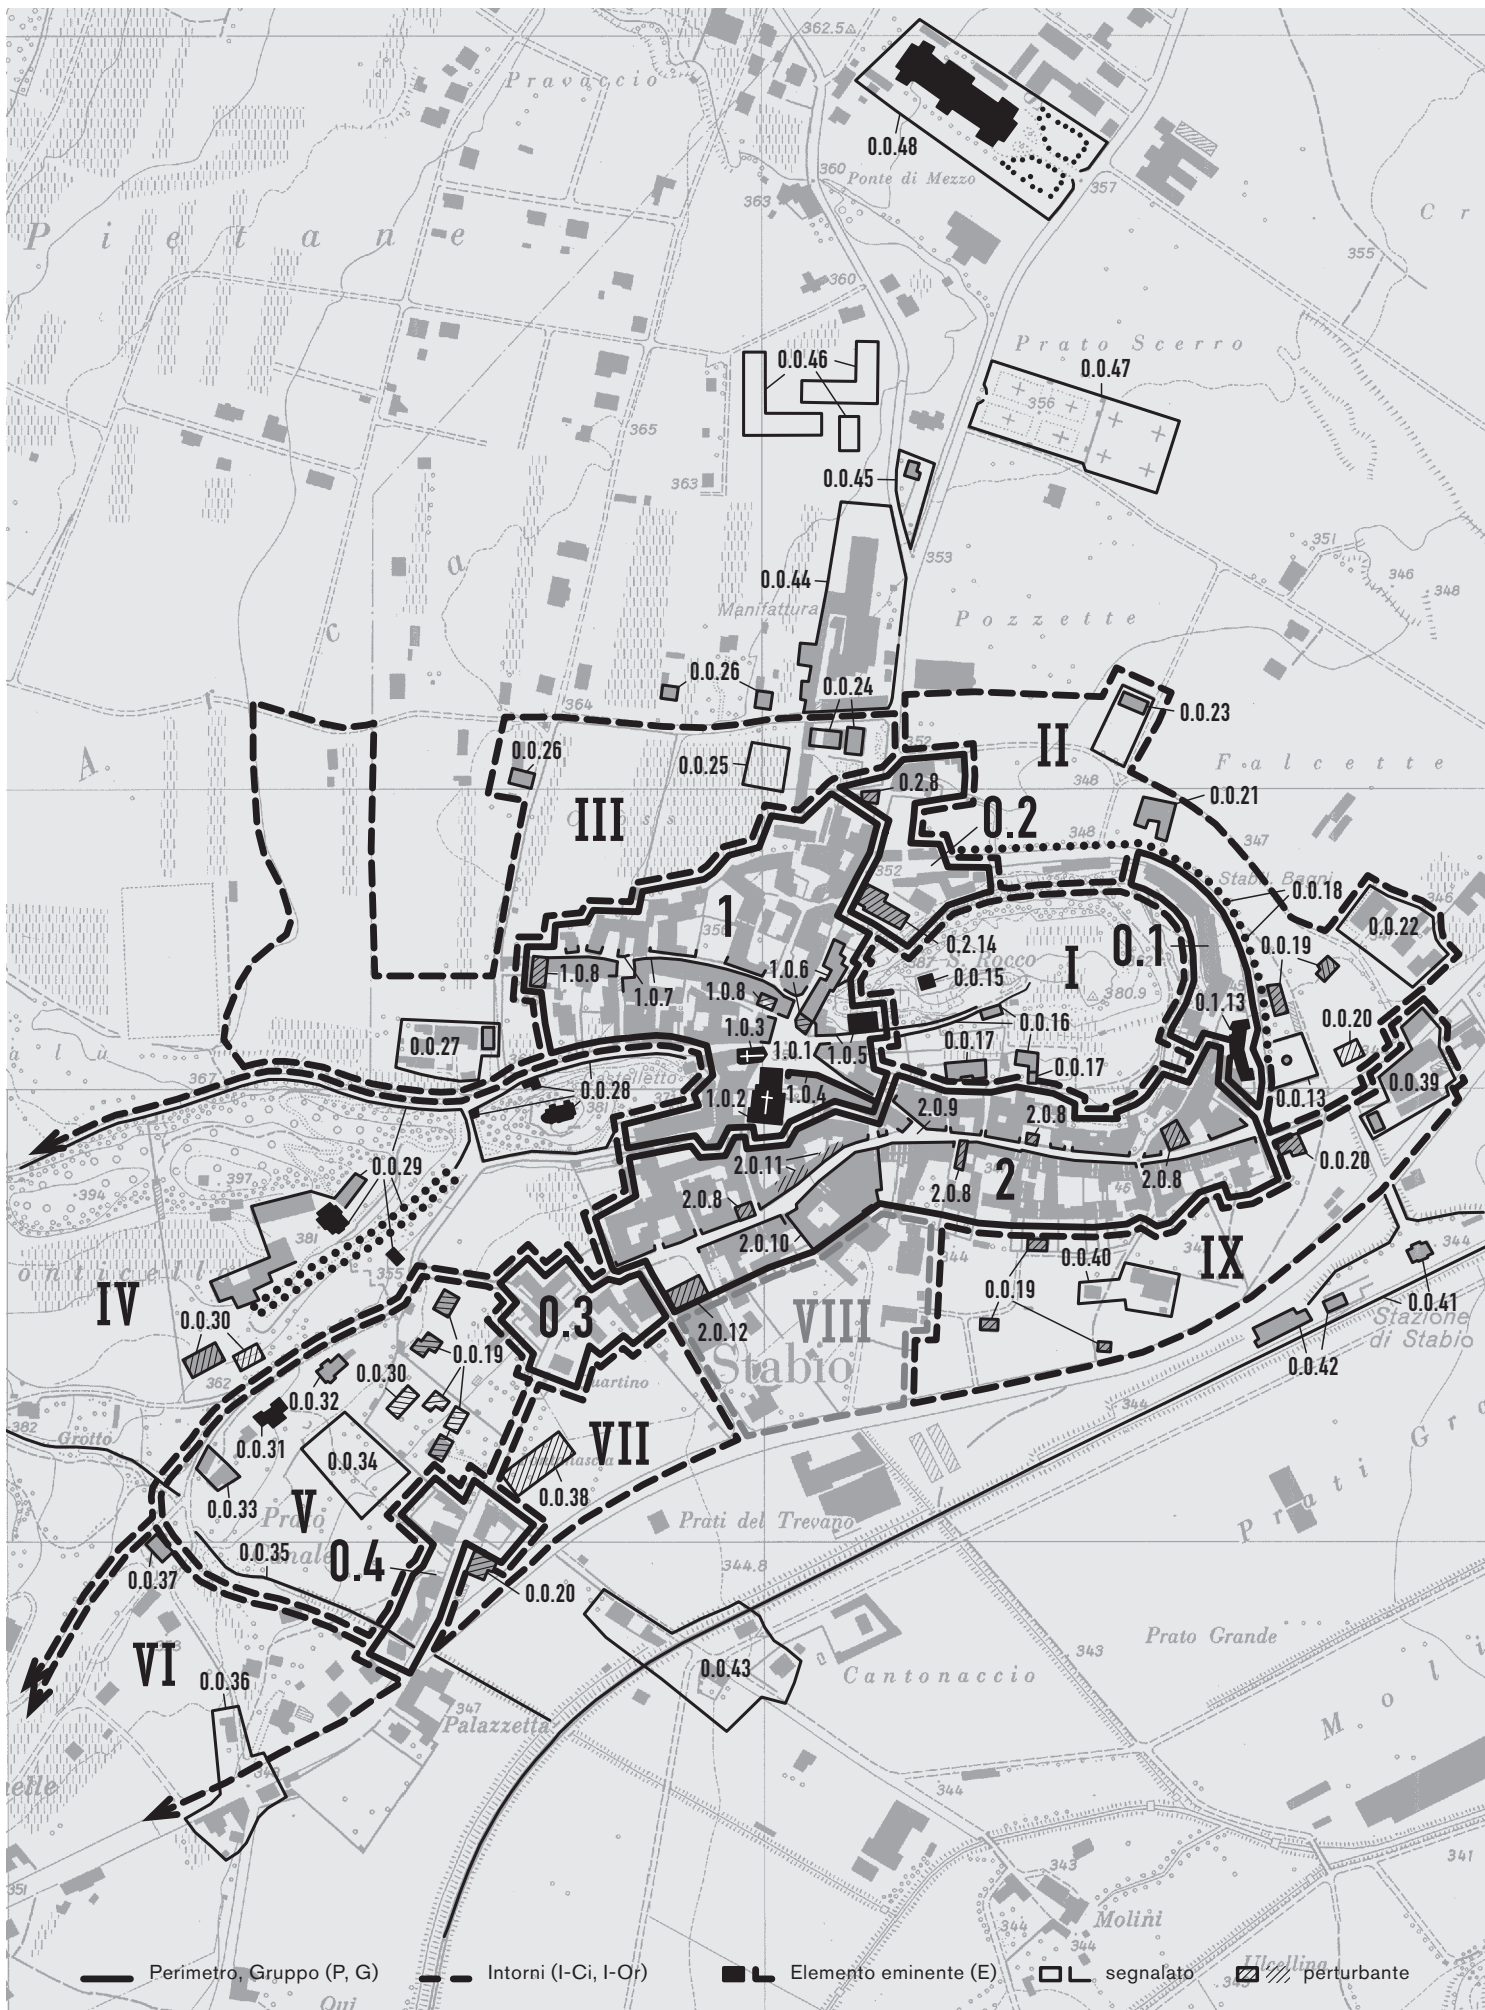 362.5
Pravaccio
0.0.48
360
Ponte di Mezzo
363
357
P i e t a n e
C r
355
360
Prato Scerro
0.0.46
0.0.47
356
365
363
0.0.45
353
351
346
348
0.0.44
Manifattura
a
c
Pozzette
0.0.26
0.0.24
r
364
352
0.0.23
II
0.0.26
0.0.25
A.
Falcette
348
0.2.8
0.0.21
III
0.2
348
347
352
Stabil. Bagni
0.0.18
346
1
0.0.22
0.2.14
0.1
0.0.19
1.0.6
387
S. Rocco
I
1.0.8
0.0.15
1.0.7
1.0.8
380.9
0.1.13
1.0.3
0.0.16
0.0.20
0.0.27
1.0.1
1.0.5
0.0.17
367
0.0.28
0.0.17
0.0.39
381
1.0.2
1.0.4
0.0.13
2.0.9
2.0.8
0.0.29
2.0.11
0.0.20
397
394
2.0.8
2.0.8
2
2.0.8
381
2.0.10
344
0.0.40
IX
344
355
IV
0.0.19
0.0.30
0.3
2.0.12
VIII
0.0.41
Stazione
di Stabio
0.0.19
Stabio
0.0.42
362
0.0.30
0.0.32
344
382
Grotto
0.0.31
VII
0.0.34
0.0.38
0.0.33
V
Prato
Prati del Trevano
Prati Gr
0.0.35
0.4
344.8
0.0.37
0.0.20
VI
343
Prato Grande
0.0.36
0.0.43
Cantonaccio
347
Palazzetta
M o l i
344
343
341
351
344
Molini
344
Perimetro, Gruppo (P, G)
Intorni (I-Ci, I-Or)
Elemento eminente (E)
segnalato
perturbante